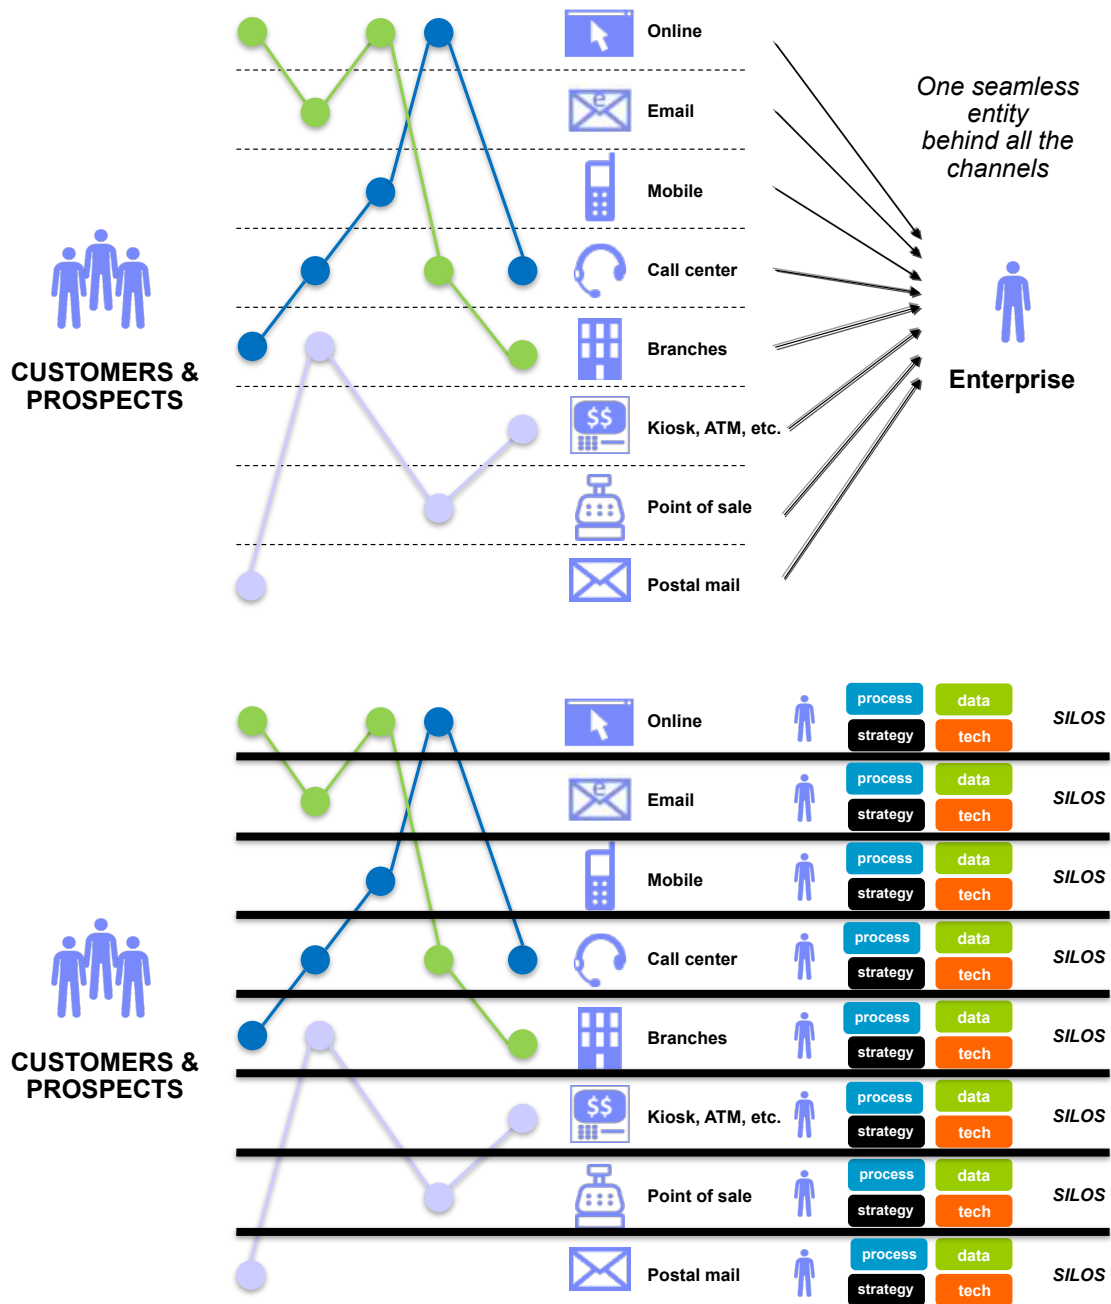 Online
One seamless
entity
behind all the
channels
Email
e
Mobile
Call center
Branches
CUSTOMERS &
PROSPECTS
Enterprise
$$
Kiosk, ATM, etc.
Point of sale
Postal mail
Online
process data
strategy tech
SILOS
e
Email
process data
strategy tech
SILOS
Mobile
process data
strategy tech
SILOS
Call center
process data
strategy tech
SILOS
CUSTOMERS &
PROSPECTS
Branches
process data
strategy tech
SILOS
$$
Kiosk, ATM, etc.
process data
strategy tech
SILOS
Point of sale
process data
strategy tech
SILOS
Postal mail
process data
strategy tech
SILOS